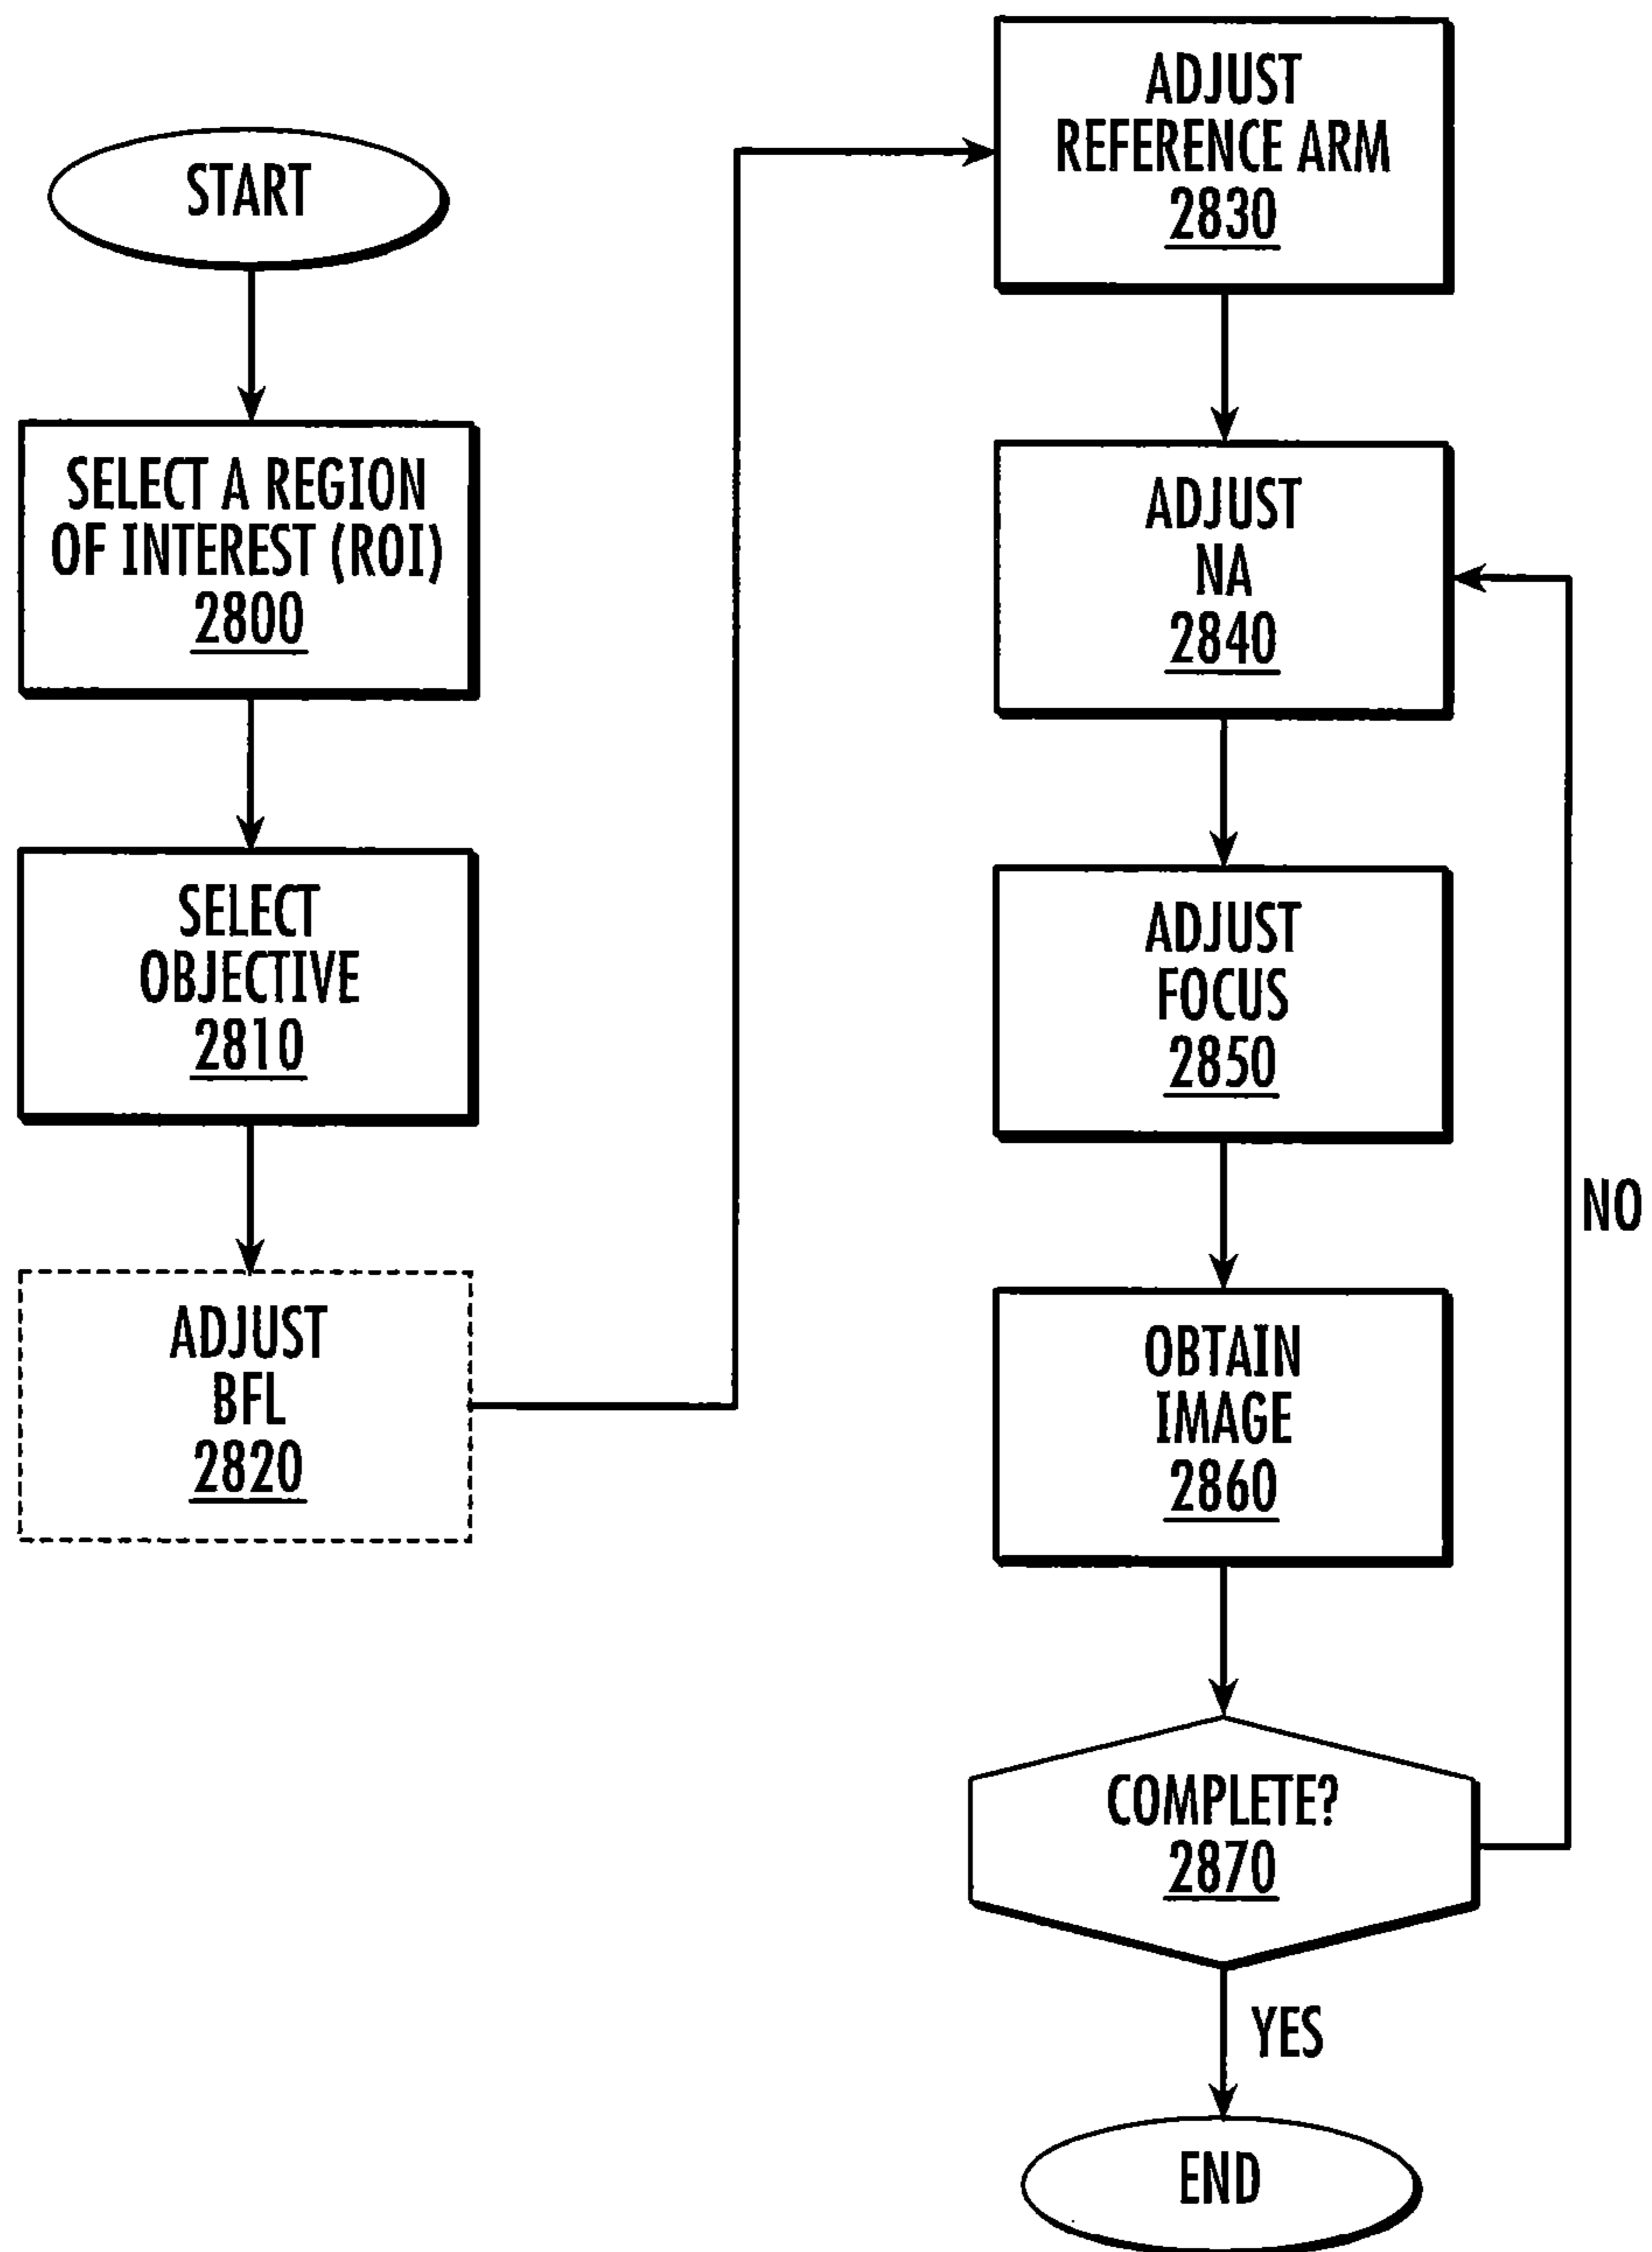 START
SELECT A REGION
OF INTEREST (ROI)
2800
SELECT
OBJECTIVE
2810
ADJUST
BFL
2820
ADJUST
REFERENCE ARM
2830
ADJUST
NA
2840
ADJUST
FOCUS
2850
OBTAIN
IMAGE
2860
COMPLETE?
2870
NO
YES
END